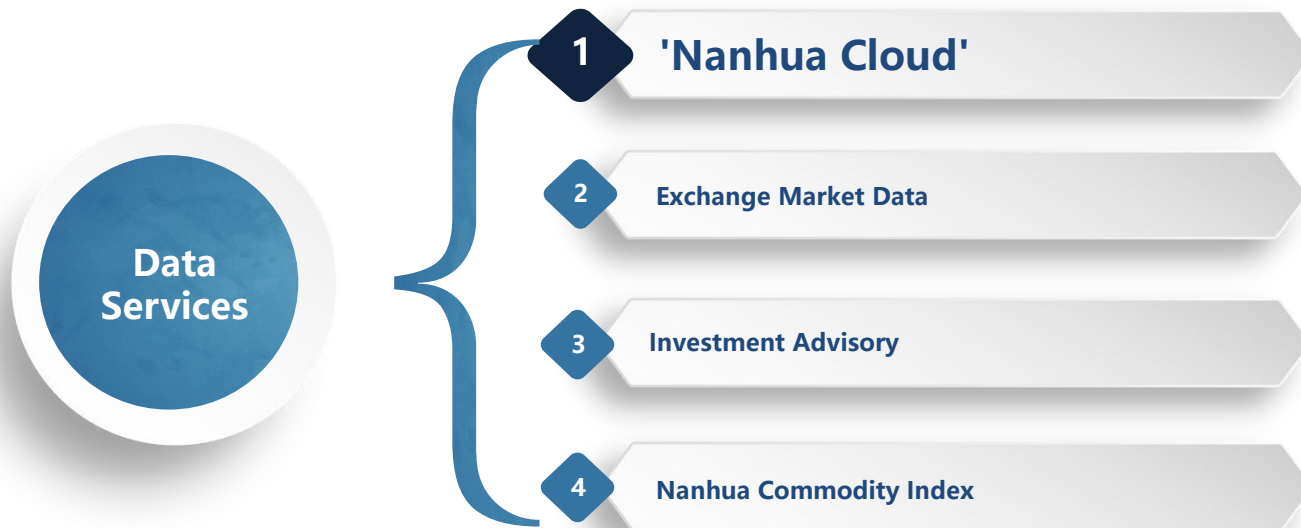 Data
Services
1
'Nanhua Cloud'
2
Exchange Market Data
3
Investment Advisory
4
Nanhua Commodity Index